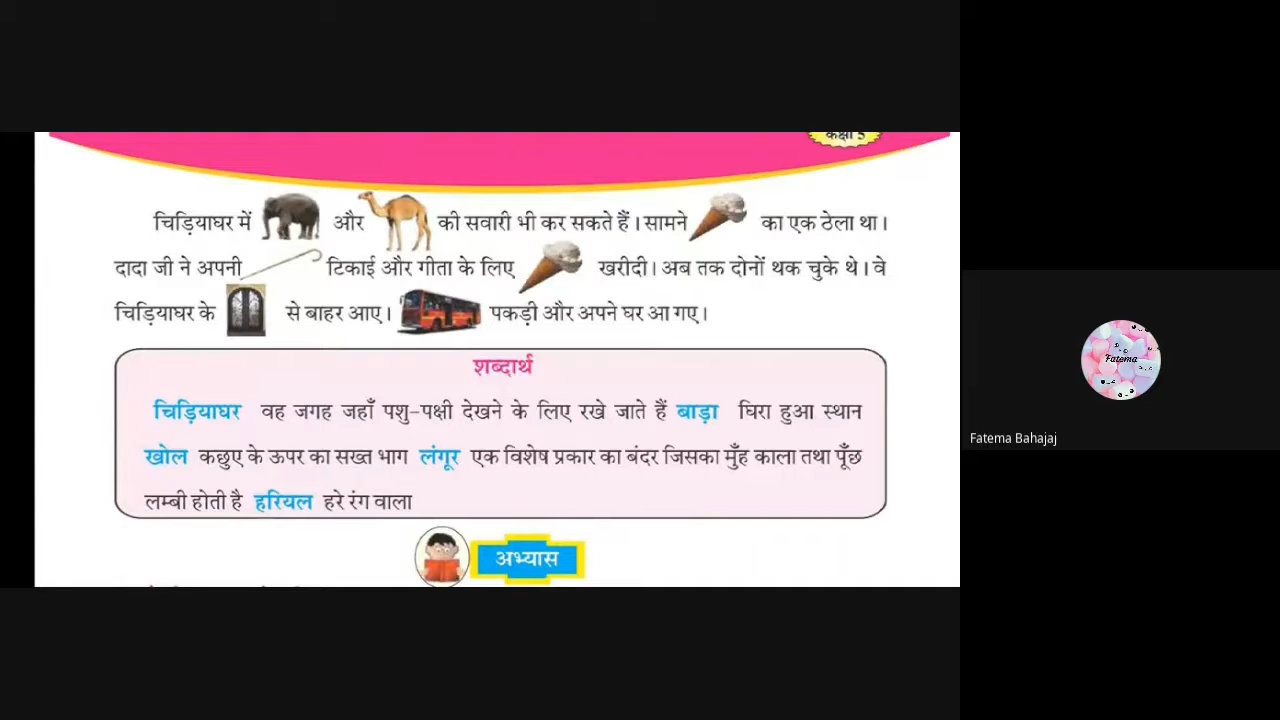 कक्षा 5
चिड़ियाघर में और की सवारी भी कर सकते हैं। सामने का एक ठेला था।
दादा जी ने अपनी टिकाई और गीता के लिए खरीदी। अब तक दोनों थक चुके थे। वे
चिड़ियाघर के से बाहर आए। पकड़ी और अपने घर आ गए।
शब्दार्थ
चिड़ियाघर वह जगह जहाँ पशु-पक्षी देखने के लिए रखे जाते हैं बाड़ा घिरा हुआ स्थान
खोल कछुए के ऊपर का सख्त भाग लंगूर एक विशेष प्रकार का बंदर जिसका मुँह काला तथा पूँछ
लम्बी होती है हरियल हरे रंग वाला
अभ्यास
Fatema
Fatema Bahajaj